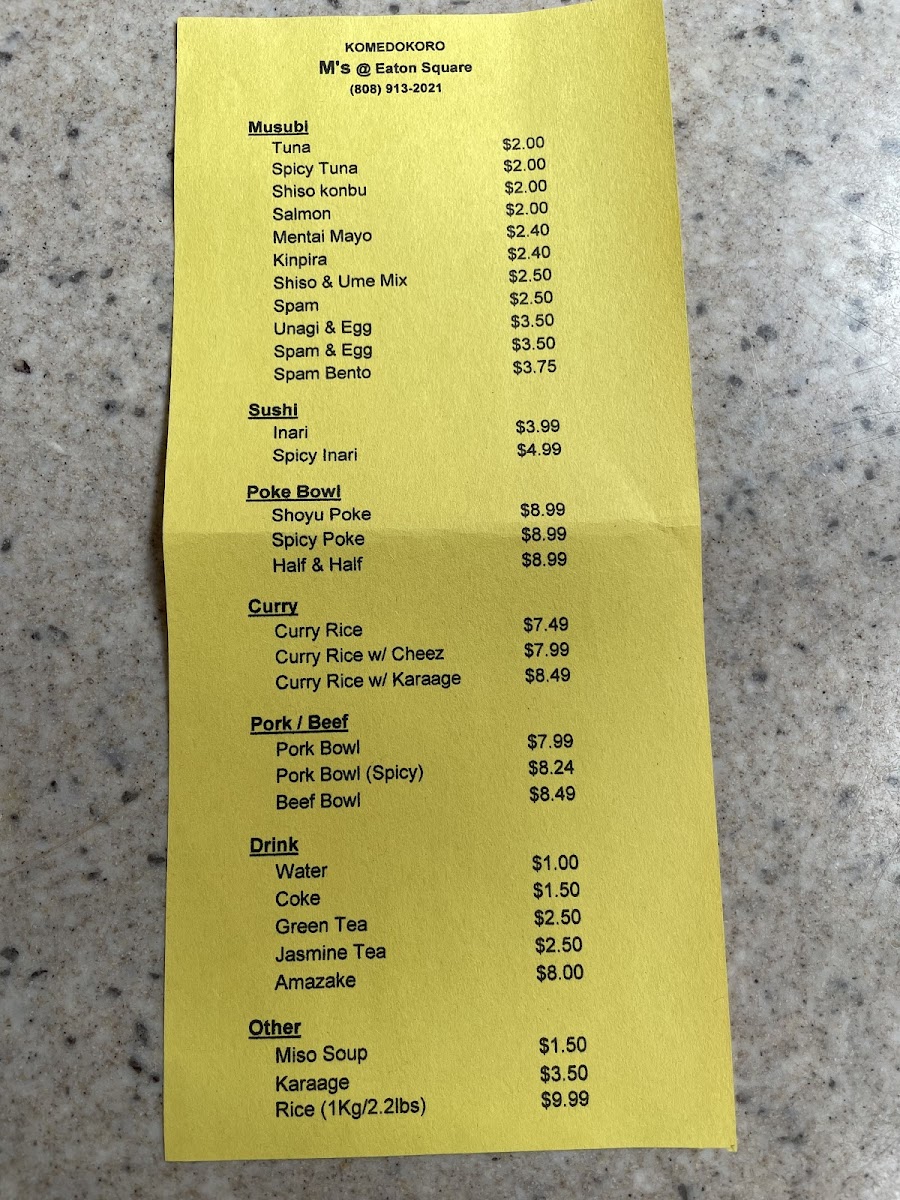 KOMEDOKORO
M's @ Eaton Square
(808) 913-2021
Musubi
Tuna $2.00
Spicy Tuna $2.00
Shiso konbu $2.00
Salmon $2.00
Mentai Mayo $2.40
Kinpira $2.40
Shiso & Ume Mix $2.50
Spam $2.50
Unagi & Egg $3.50
Spam & Egg $3.50
Spam Bento $3.75
Sushi
Inari $3.99
Spicy Inari $4.99
Poke Bowl
Shoyu Poke $8.99
Spicy Poke $8.99
Half & Half $8.99
Curry
Curry Rice $7.49
Curry Rice w/ Cheez $7.99
Curry Rice w/ Karaage $8.49
Pork / Beef
Pork Bowl $7.99
Pork Bowl (Spicy) $8.24
Beef Bowl $8.49
Drink
Water $1.00
Coke $1.50
Green Tea $2.50
Jasmine Tea $2.50
Amazake $8.00
Other
Miso Soup $1.50
Karaage $3.50
Rice (1Kg/2.2lbs) $9.99